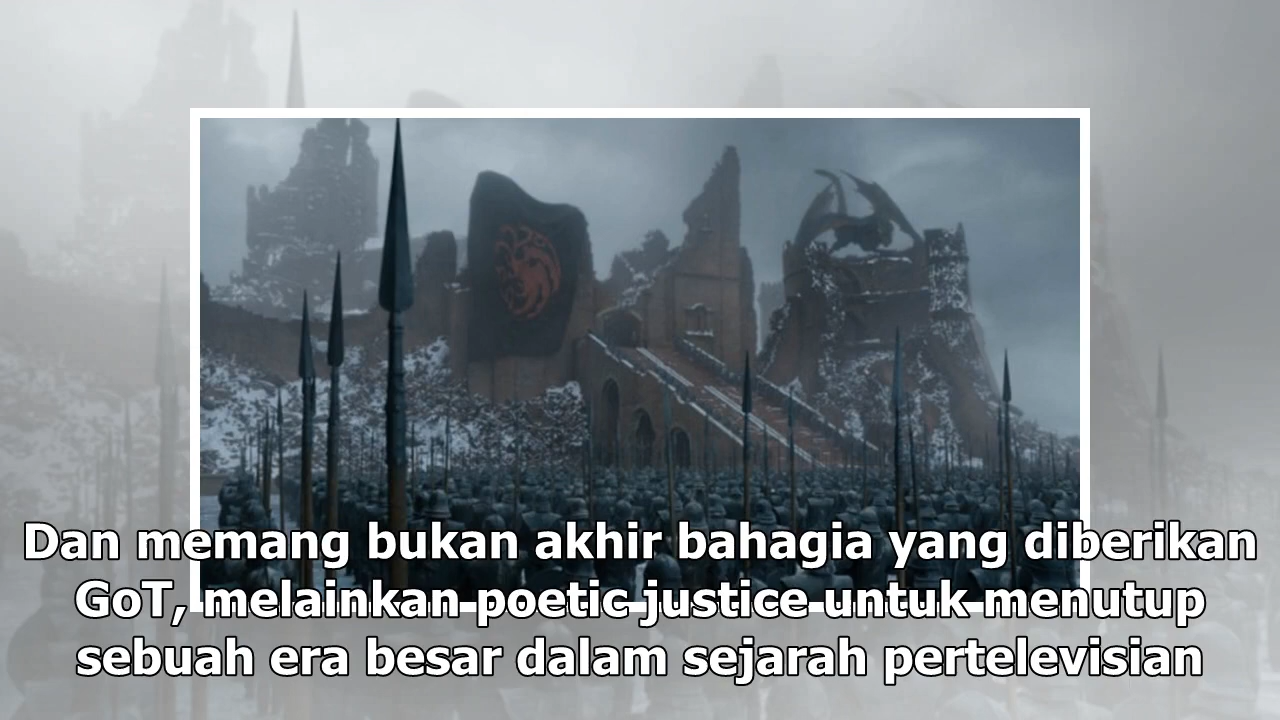 Dan memang bukan akhir bahagia yang diberikan
GoT, melainkan poetic justice untuk menutup
sebuah era besar dalam sejarah pertelevisian